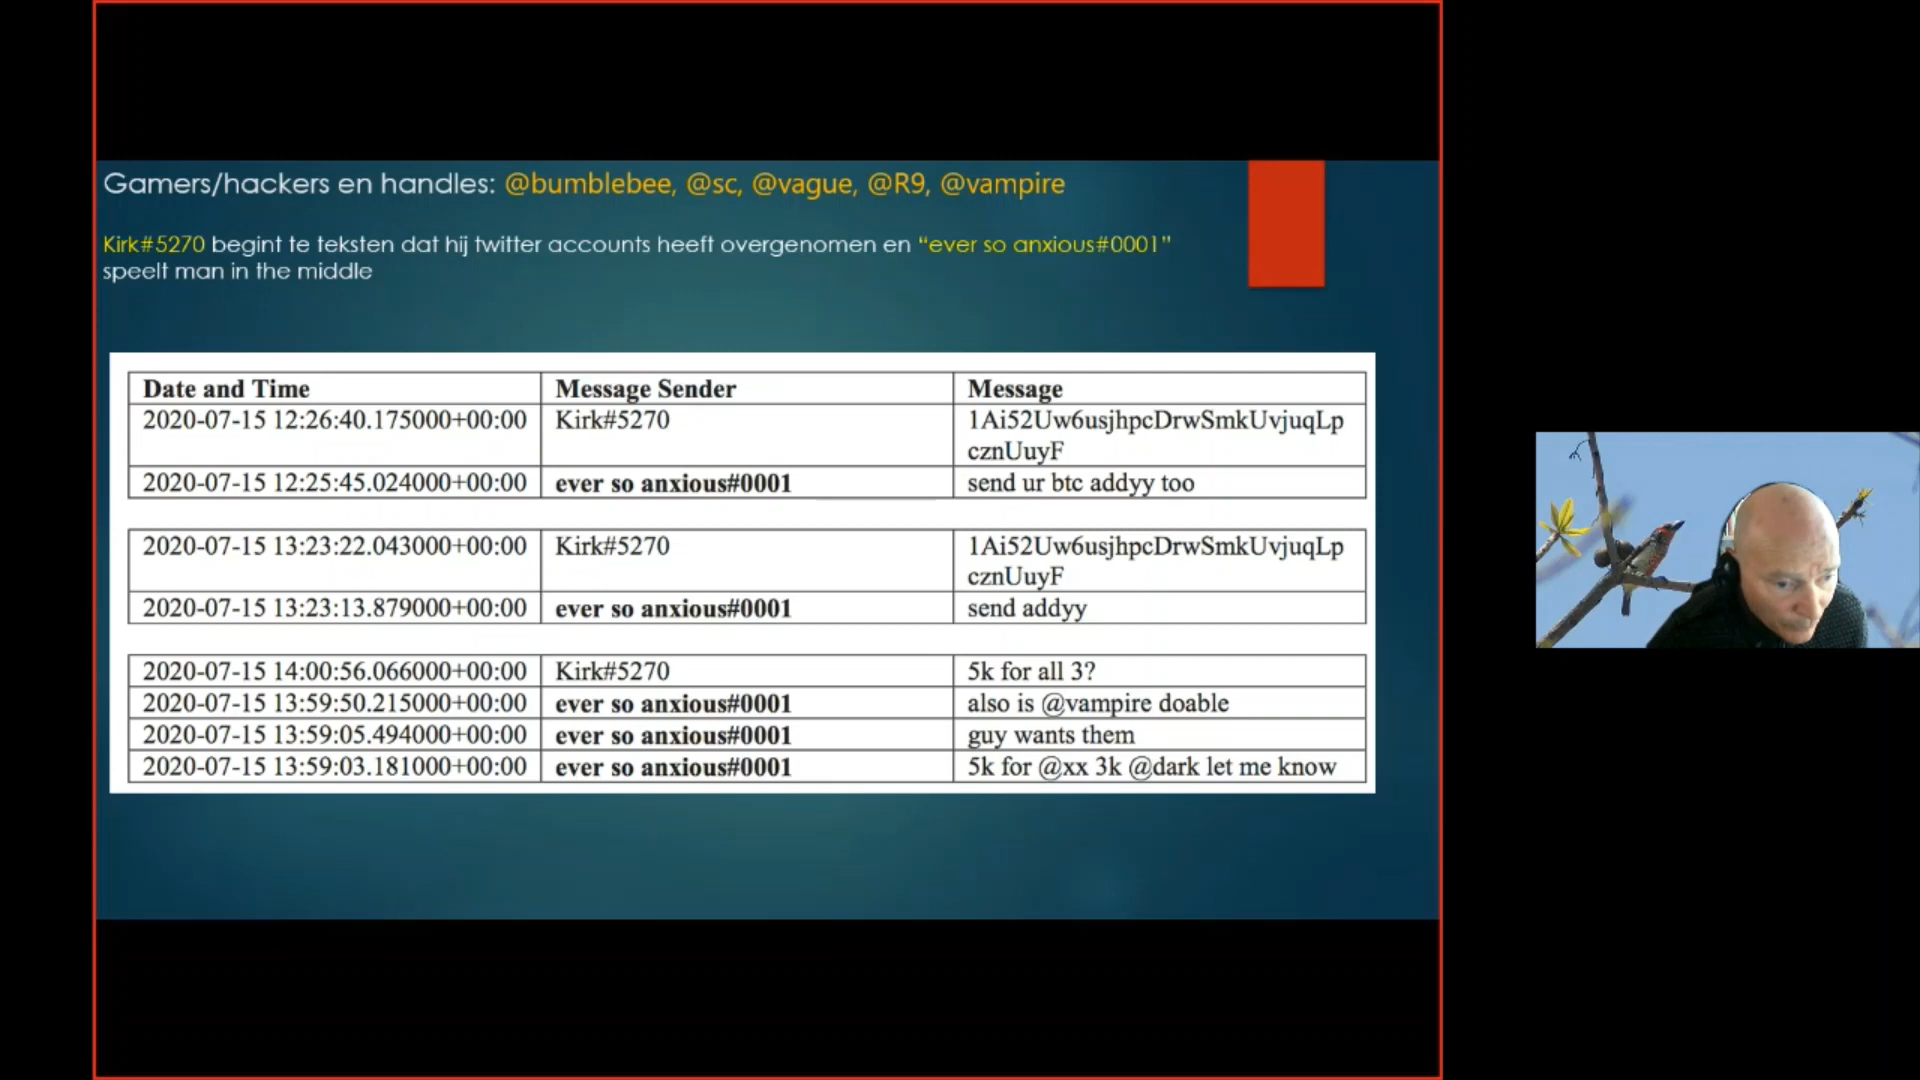 Gamers/hackers en handles: @bumblebee, @sc, @vague, @R9, @vampire
Kirk#5270 begint te teksten dat hij twitter accounts heeft overgenomen en “ever so anxious#0001”
speelt man in the middle
Date and Time Message Sender Message
2020-07-15 12:26:40.175000+00:00 Kirk#5270 1Ai52Uw6usjhpcDrwSmkUvjuqLp
cznUuyF
2020-07-15 12:25:45.024000+00:00 ever so anxious#0001 send ur btc addyy too
2020-07-15 13:23:22.043000+00:00 Kirk#5270 1Ai52Uw6usjhpcDrwSmkUvjuqLp
cznUuyF
2020-07-15 13:23:13.879000+00:00 ever so anxious#0001 send addyy
2020-07-15 14:00:56.066000+00:00 Kirk#5270 5k for all 3?
2020-07-15 13:59:50.215000+00:00 ever so anxious#0001 also is @vampire doable
2020-07-15 13:59:05.494000+00:00 ever so anxious#0001 guy wants them
2020-07-15 13:59:03.181000+00:00 ever so anxious#0001 5k for @xx 3k @dark let me know